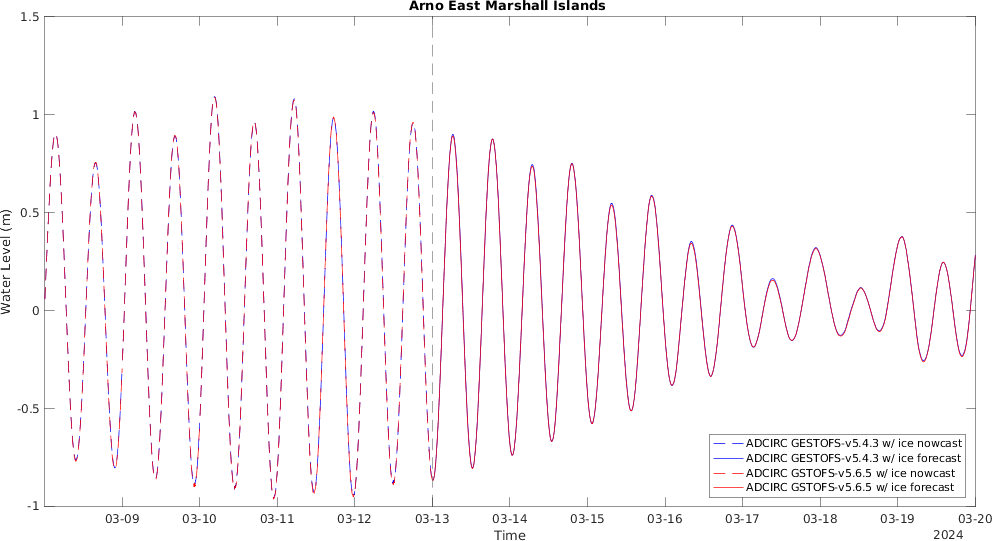 Arno East Marshall Islands
1.5
1
0.5
0
-0.5
-1
Water Level (m)
ADCIRC GESTOFS-v5.4.3 w/ ice nowcast
ADCIRC GESTOFS-v5.4.3 w/ ice forecast
ADCIRC GSTOFS-v5.6.5 w/ ice nowcast
ADCIRC GSTOFS-v5.6.5 w/ ice forecast
03-09 03-10 03-11 03-12 03-13 03-14 03-15 03-16 03-17 03-18 03-19 03-20
Time
2024